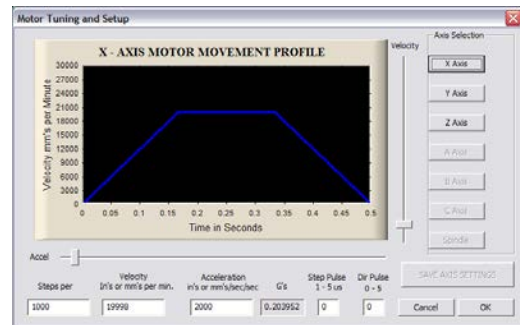 Motor Tuning and Setup
X - AXIS MOTOR MOVEMENT PROFILE
Velocity mm's per Minute
30000
27000
24000
21000
18000
15000
12000
9000
6000
3000
0
0 0.05 0.1 0.15 0.2 0.25 0.3 0.35 0.4 0.45 0.5
Time in Seconds
Velocity
Axis Selection
X Axis
Y Axis
Z Axis
A Axis
B Axis
C Axis
Spindle
Accel
Steps per
Velocity
In's or mm's per min.
Acceleration
in's or mm's/sec/sec
G's
Step Pulse
1 - 5 us
Dir Pulse
0 - 5
1000 19998 2000 0.203952 0 0
SAVE AXIS SETTINGS
Cancel OK